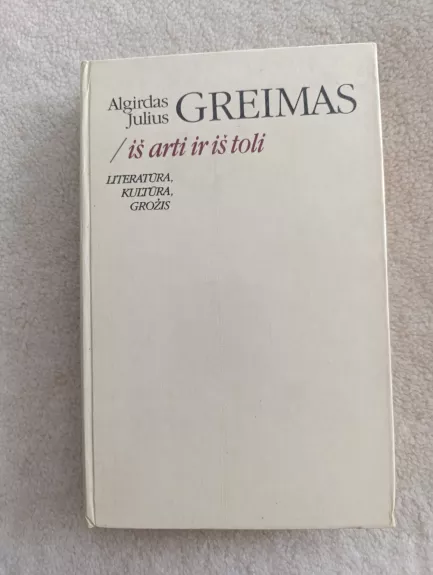 Algirdas
Julius GREIMAS
/ iš arti ir iš toli
LITERATŪRA,
KULTŪRA,
GROŽIS